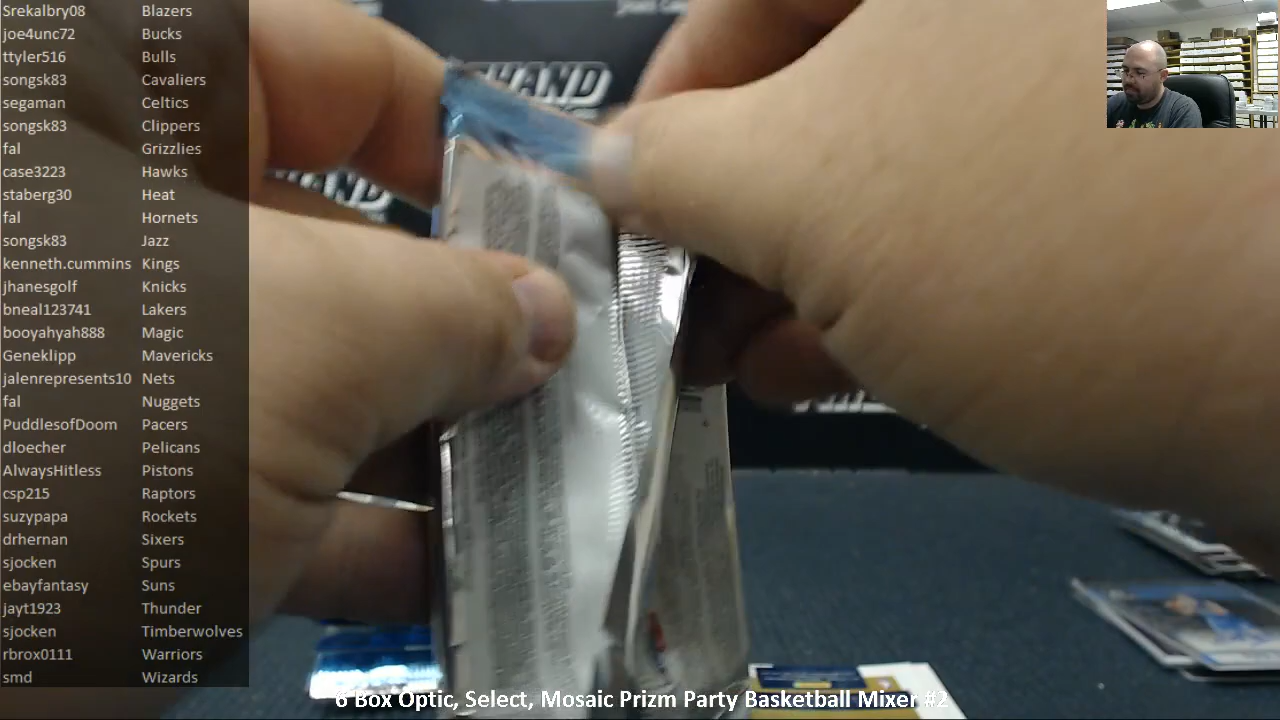 Srekalbry08 Blazers
joe4unc72 Bucks
ttyler516 Bulls
songsk83 Cavaliers
segaman Celtics
songsk83 Clippers
fal Grizzlies
case3223 Hawks
staberg30 Heat
fal Hornets
songsk83 Jazz
kenneth.cummins Kings
jhanesgolf Knicks
bneal123741 Lakers
booyahyah888 Magic
Geneklipp Mavericks
jalenrepresents10 Nets
fal Nuggets
PuddlesofDoom Pacers
dloecher Pelicans
AlwaysHitless Pistons
csp215 Raptors
suzypapa Rockets
drhernan Sixers
sjocken Spurs
ebayfantasy Suns
jayt1923 Thunder
sjocken Timberwolves
rbrox0111 Warriors
smd Wizards
HAND
6 Box Optic, Select, Mosaic Prizm Party Basketball Mixer #2